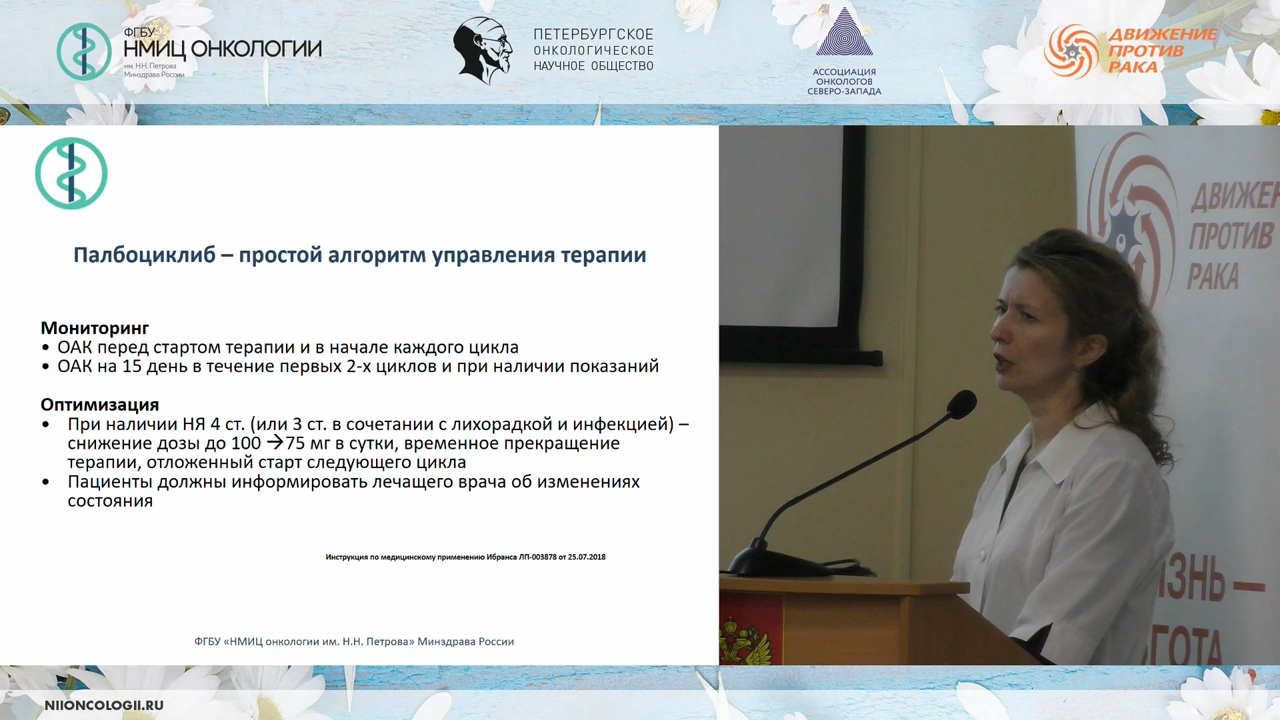 ФГБУ
НМИЦ ОНКОЛОГИИ
им. Н.Н. Петрова
Минздрава России
ПЕТЕРБУРГСКОЕ
ОНКОЛОГИЧЕСКОЕ
НАУЧНОЕ ОБЩЕСТВО
АССОЦИАЦИЯ
ОНКОЛОГОВ
СЕВЕРО-ЗАПАДА
ДВИЖЕНИЕ
ПРОТИВ
РАКА
Палбоциклиб – простой алгоритм управления терапии
Мониторинг
• ОАК перед стартом терапии и в начале каждого цикла
• ОАК на 15 день в течение первых 2-х циклов и при наличии показаний
Оптимизация
• При наличии НЯ 4 ст. (или 3 ст. в сочетании с лихорадкой и инфекцией) –
снижение дозы до 100 →75 мг в сутки, временное прекращение
терапии, отложенный старт следующего цикла
• Пациенты должны информировать лечащего врача об изменениях
состояния
Инструкция по медицинскому применению Ибранса ЛП-003878 от 25.07.2018
ФГБУ «НМИЦ онкологии им. Н.Н. Петрова» Минздрава России
ДВИЖЕН
ПРОТИВ
РАКА
ИЗНЬ —
ГОТА
NIIONCOLOGII.RU